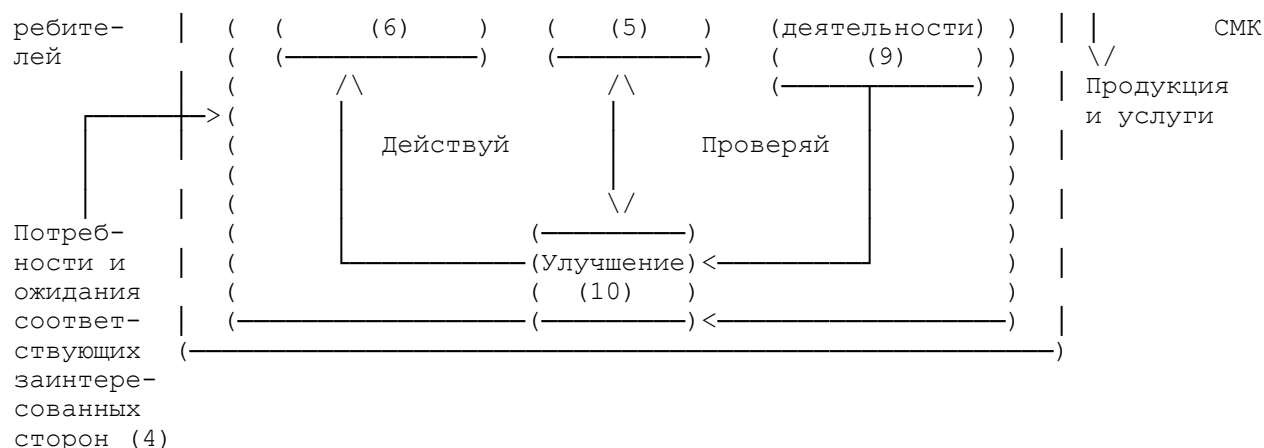 ребите- (6) (5) (деятельности) СМК
лей (9)
Продукция
и услуги
Действуй Проверяй
Потреб-
ности и (Улучшение)
ожидания (10)
соответ-
ствующих
заинтере-
сованных
сторон (4)